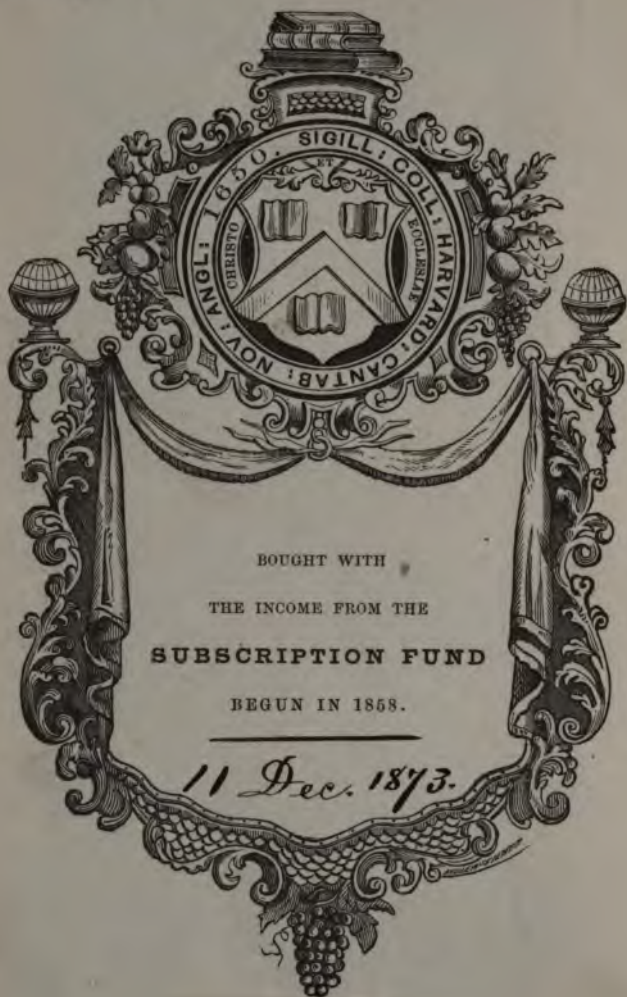 SIGILL: COLL: HARVARD: CANTAB: NOV: ANGL: 1650.
ET
CHRISTO
ECCLESIAE
BOUGHT WITH
THE INCOME FROM THE
SUBSCRIPTION FUND
BEGUN IN 1858.
11 Dec. 1873.